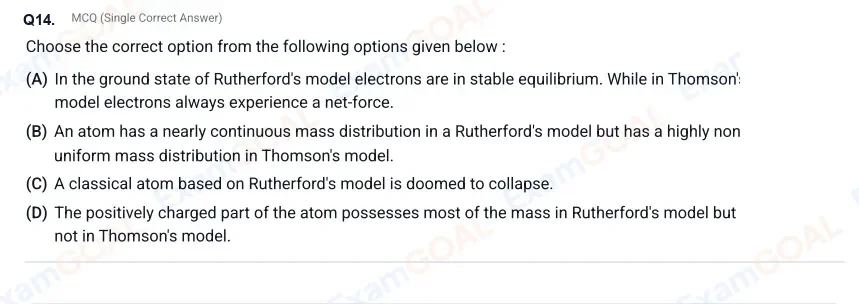 Q14. MCQ (Single Correct Answer)
Choose the correct option from the following options given below :
(A) In the ground state of Rutherford's model electrons are in stable equilibrium. While in Thomson's
model electrons always experience a net-force.
(B) An atom has a nearly continuous mass distribution in a Rutherford's model but has a highly non
uniform mass distribution in Thomson's model.
(C) A classical atom based on Rutherford's model is doomed to collapse.
(D) The positively charged part of the atom possesses most of the mass in Rutherford's model but
not in Thomson's model.